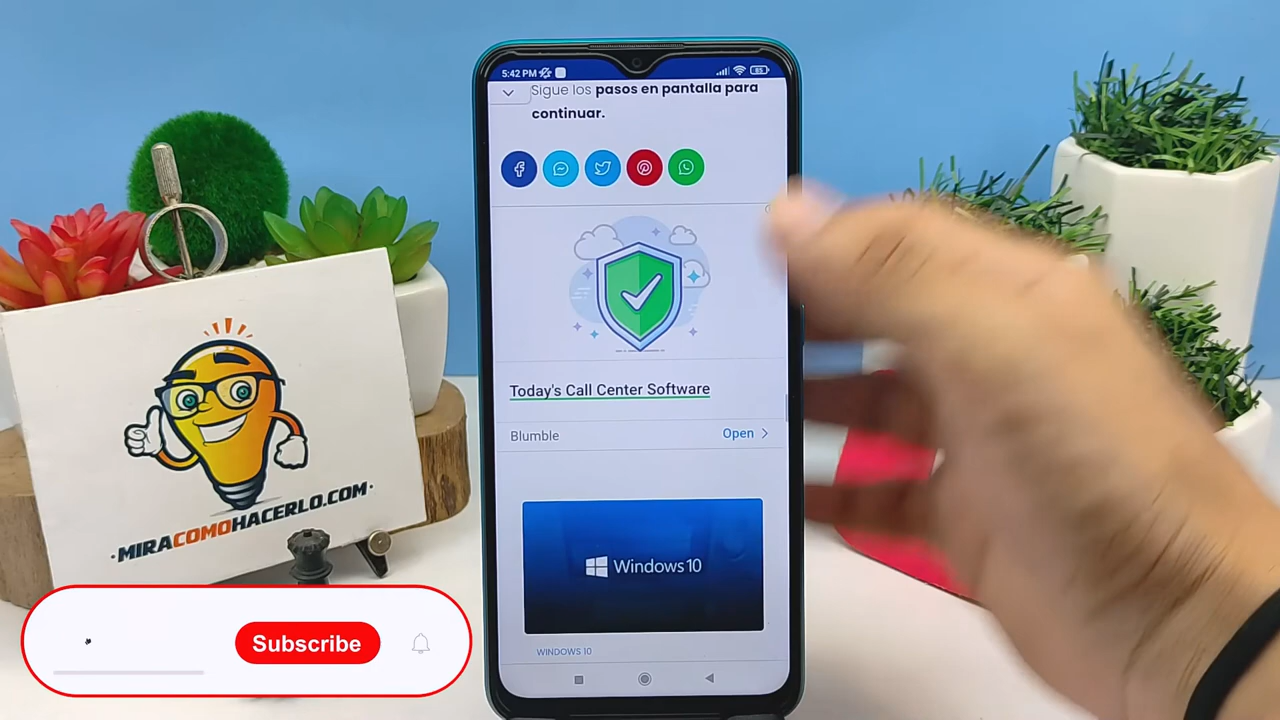 5:42 PM
85
Sigue los pasos en pantalla para
continuar.
Today's Call Center Software
Blumble
Open
Windows 10
WINDOWS 10
·MIRACOMOHACERLO.COM·
Subscribe